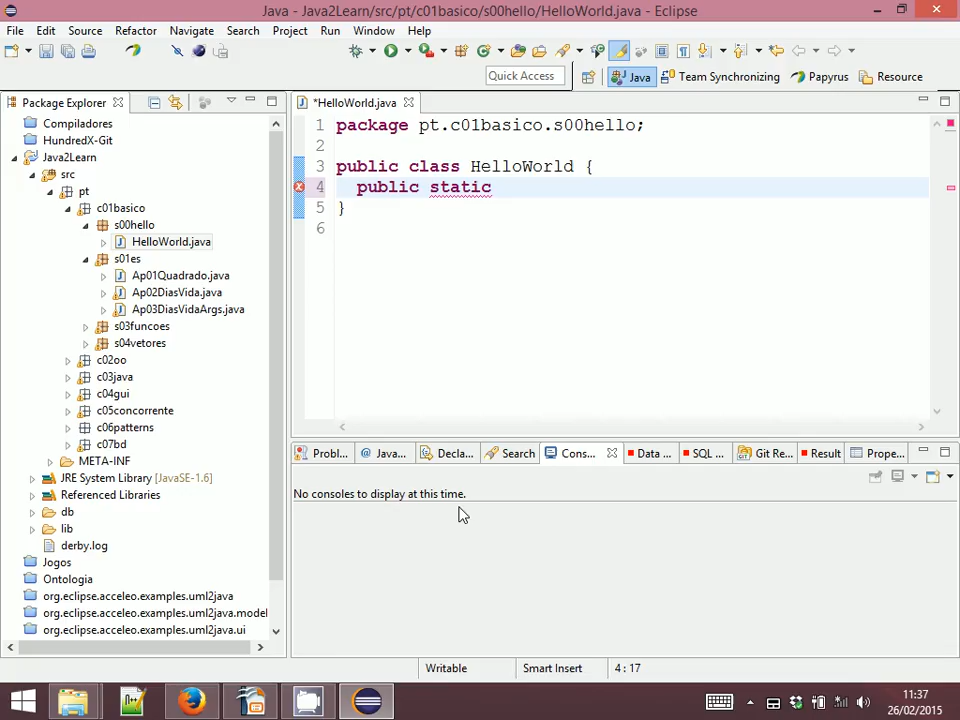 Java - Java2Learn/src/pt/c01basico/s00hello/HelloWorld.java - Eclipse
File Edit Source Refactor Navigate Search Project Run Window Help
Quick Access Java Team Synchronizing Papyrus Resource
Package Explorer
Compiladores
HundredX-Git
Java2Learn
src
pt
c01basico
s00hello
HelloWorld.java
s01es
Ap01Quadrado.java
Ap02DiasVida.java
Ap03DiasVidaArgs.java
s03funcoes
s04vetores
c02oo
c03java
c04gui
c05concorrente
c06patterns
c07bd
META-INF
JRE System Library [JavaSE-1.6]
Referenced Libraries
db
lib
derby.log
Jogos
Ontologia
org.eclipse.acceleo.examples.uml2java
org.eclipse.acceleo.examples.uml2java.model
org.eclipse.acceleo.examples.uml2java.ui
*HelloWorld.java
1 package pt.c01basico.s00hello;
2
3 public class HelloWorld {
4 public static
5 }
6
Probl... @ Java... Decla... Search Cons... Data ... SQL ... Git Re... Result Prope...
No consoles to display at this time.
Writable Smart Insert 4 : 17
11:37
26/02/2015